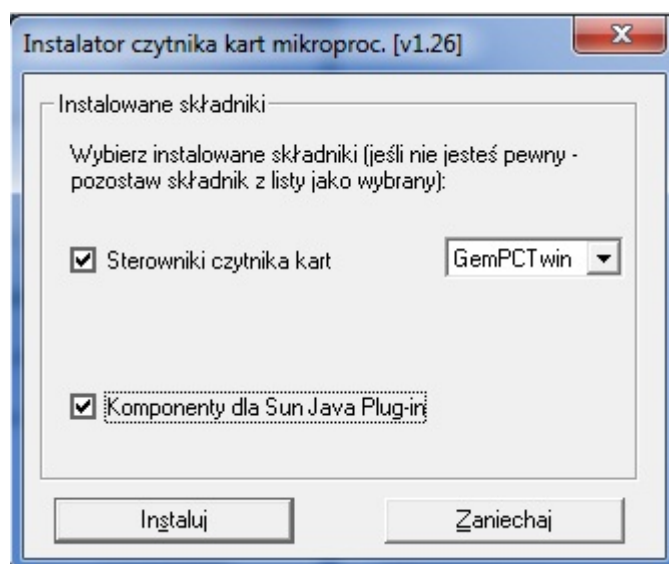 Instalator czytnika kart mikroproc. [v1.26]
Instalowane składniki
Wybierz instalowane składniki (jeśli nie jesteś pewny -
pozostaw składnik z listy jako wybrany):
Sterowniki czytnika kart GemPCTwin
Komponenty dla Sun Java Plug-in
Instaluj Zaniechaj